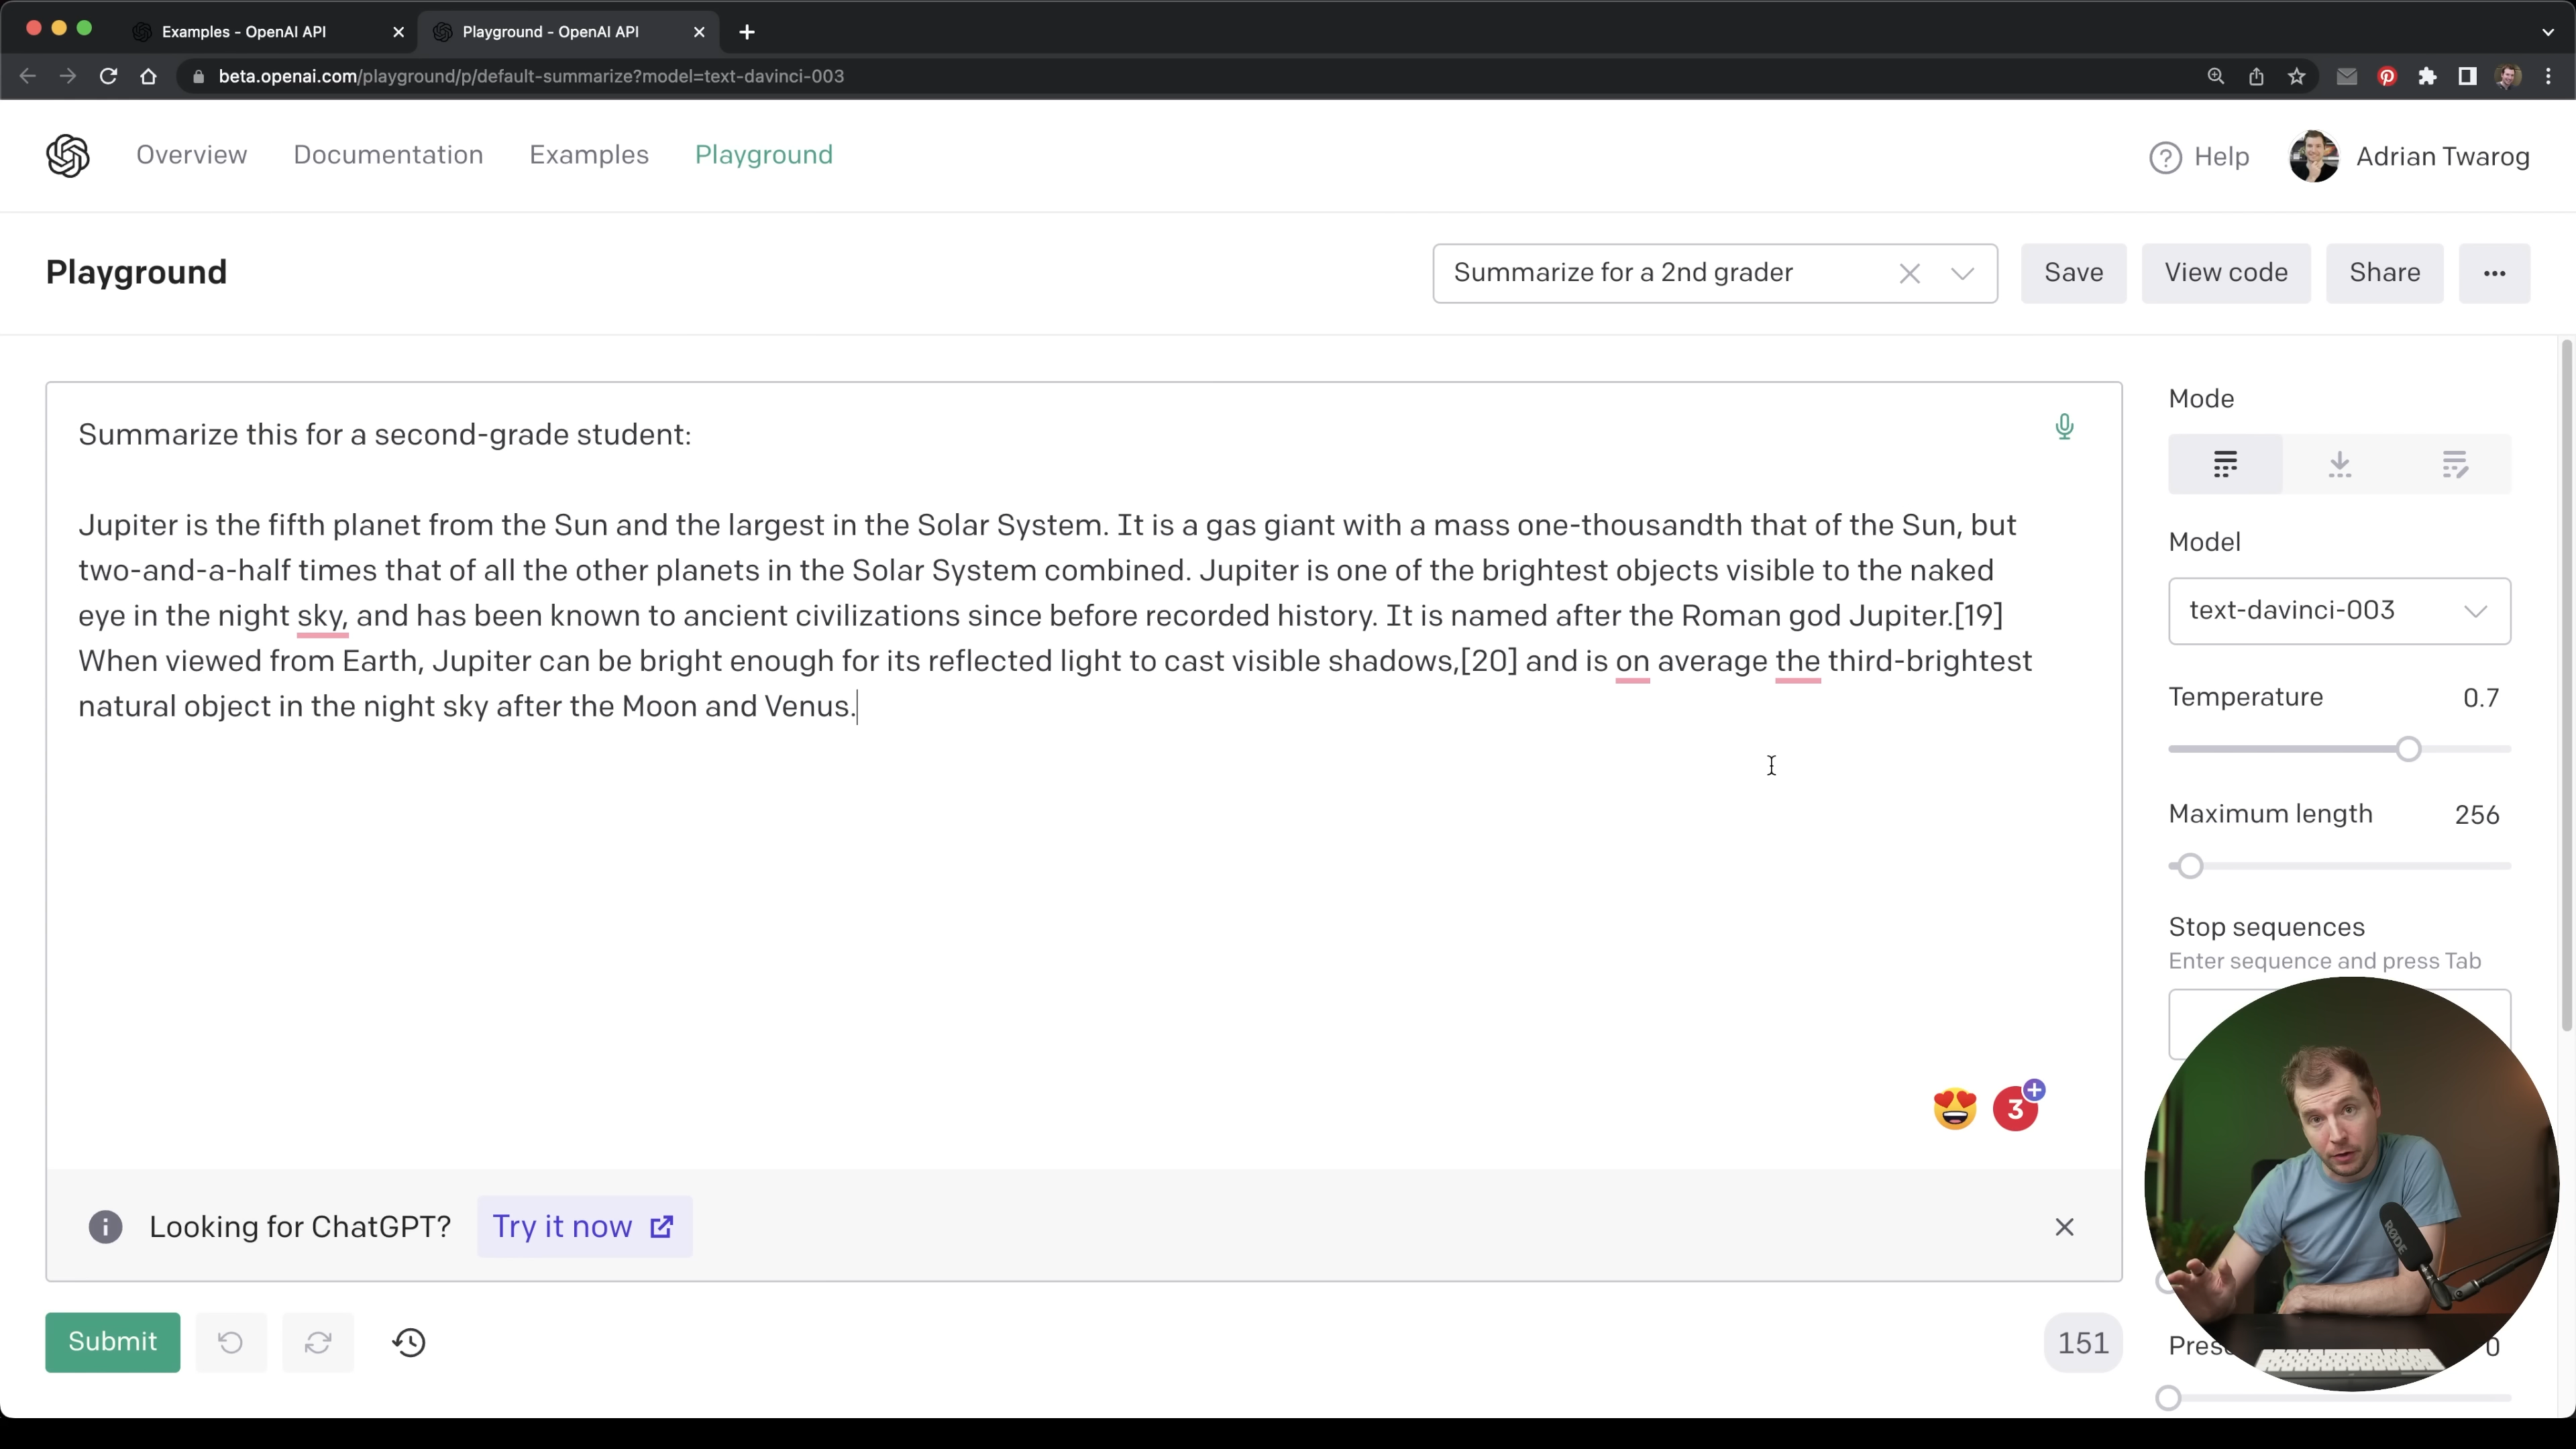 Examples - OpenAI API
Playground - OpenAI API
beta.openai.com/playground/p/default-summarize?model=text-davinci-003
Overview
Documentation
Examples
Playground
Help
Adrian Twarog
Playground
Summarize for a 2nd grader
Save
View code
Share
Summarize this for a second-grade student:
Jupiter is the fifth planet from the Sun and the largest in the Solar System. It is a gas giant with a mass one-thousandth that of the Sun, but
two-and-a-half times that of all the other planets in the Solar System combined. Jupiter is one of the brightest objects visible to the naked
eye in the night sky, and has been known to ancient civilizations since before recorded history. It is named after the Roman god Jupiter.[19]
When viewed from Earth, Jupiter can be bright enough for its reflected light to cast visible shadows,[20] and is on average the third-brightest
natural object in the night sky after the Moon and Venus.
3
Looking for ChatGPT?
Try it now
Submit
151
Mode
Model
text-davinci-003
Temperature 0.7
Maximum length 256
Stop sequences
Enter sequence and press Tab
RØDE
0